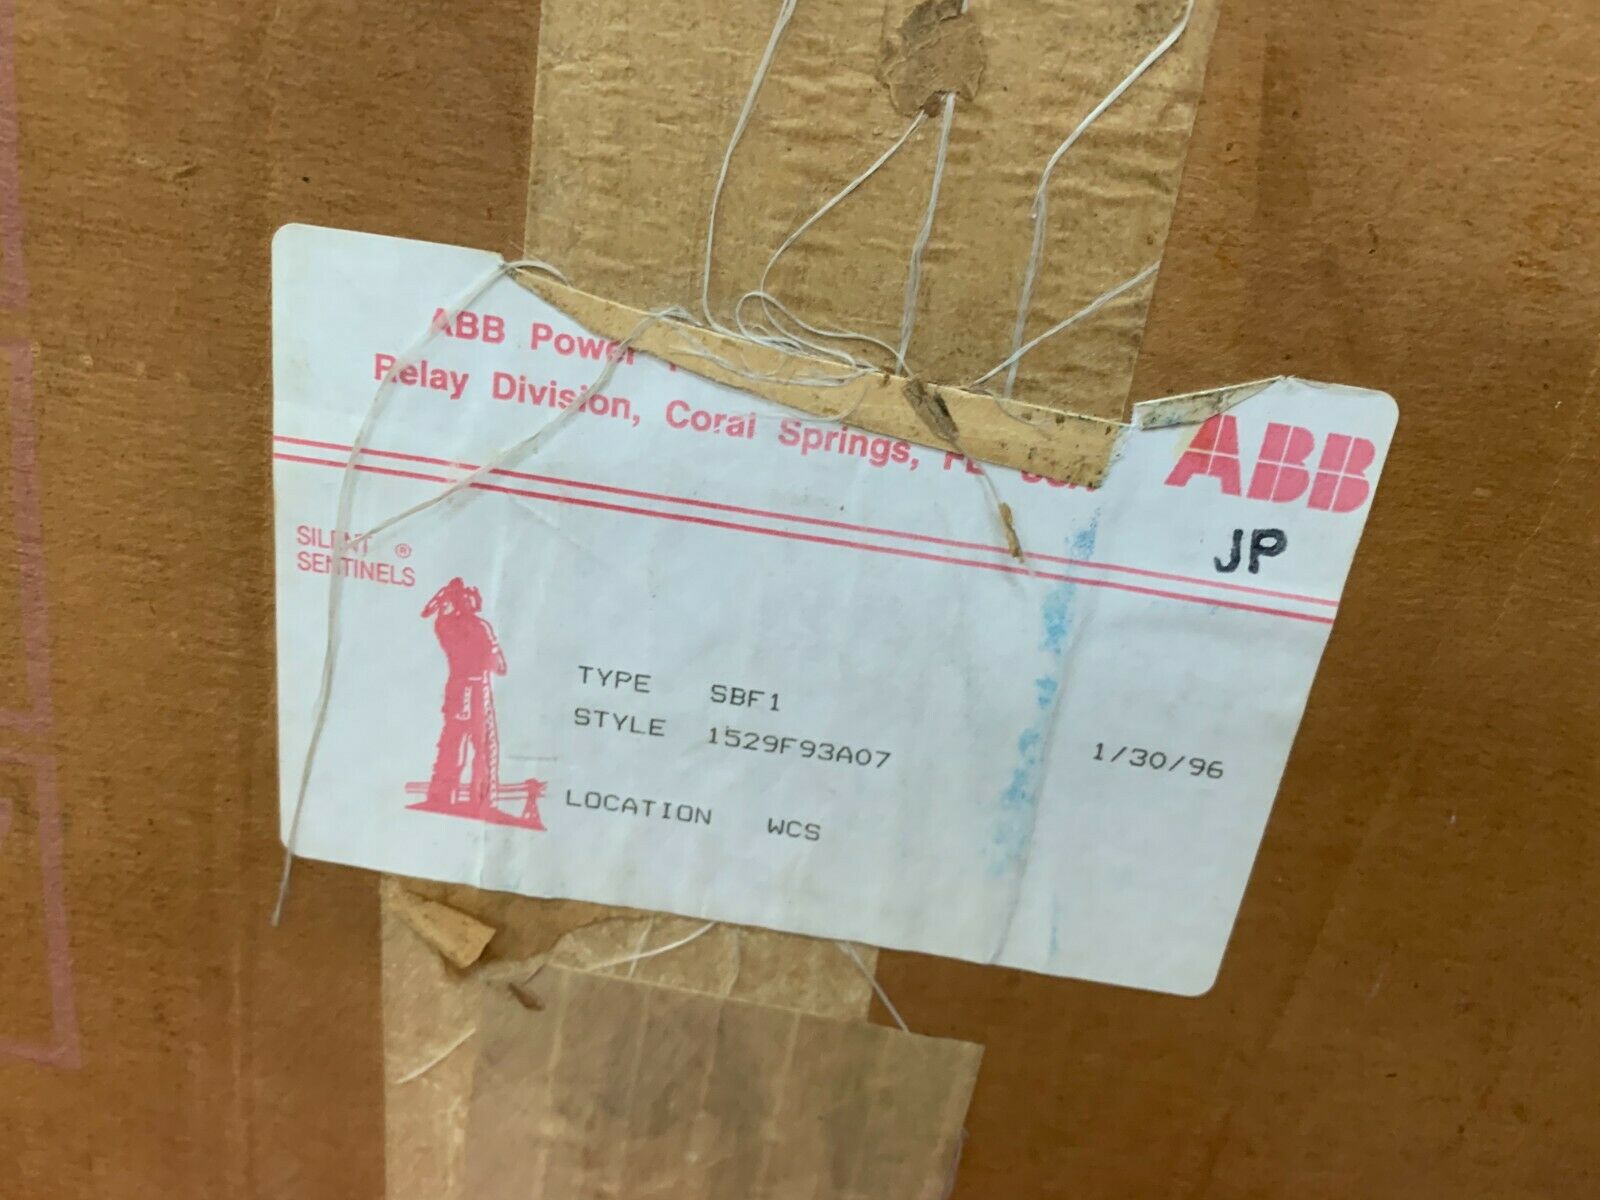 ABB Power
Relay Division, Coral Springs,
ABB
JP
SILENT ®
SENTINELS
TYPE SBF1
STYLE 1529F93A07
1/30/96
LOCATION WCS